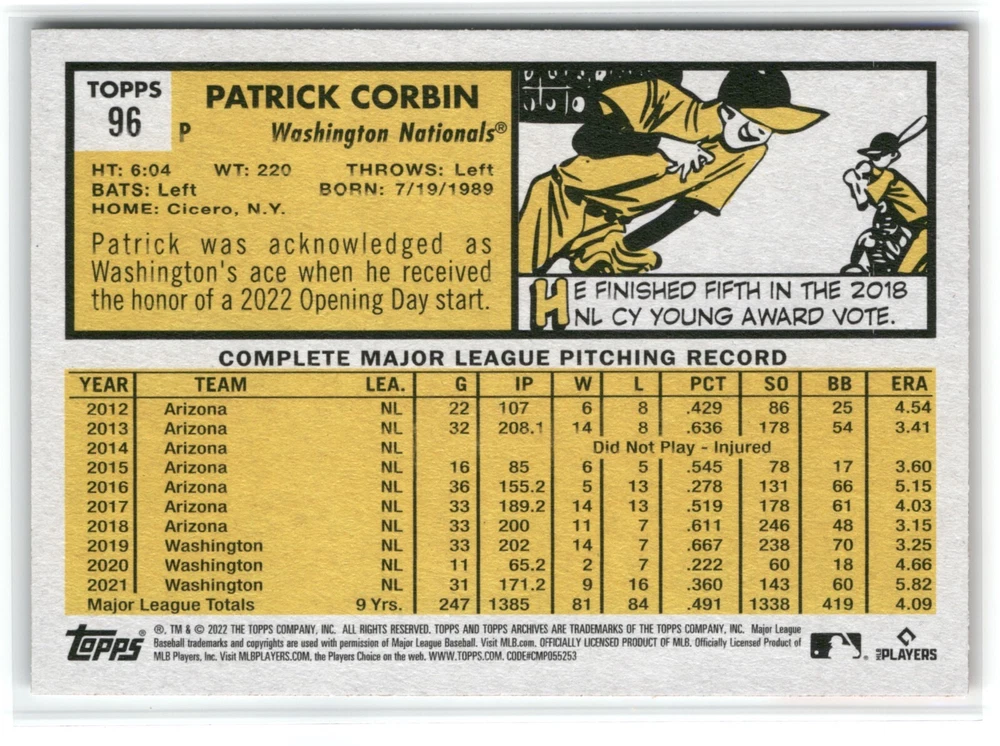 TOPPS
96
P
PATRICK CORBIN
Washington Nationals®
HT: 6:04 WT: 220 THROWS: Left
BATS: Left BORN: 7/19/1989
HOME: Cicero, N.Y.
Patrick was acknowledged as
Washington's ace when he received
the honor of a 2022 Opening Day start.
HE FINISHED FIFTH IN THE 2018
NL CY YOUNG AWARD VOTE.
COMPLETE MAJOR LEAGUE PITCHING RECORD
YEAR TEAM LEA. G IP W L PCT SO BB ERA
2012 Arizona NL 22 107 6 8 .429 86 25 4.54
2013 Arizona NL 32 208.1 14 8 .636 178 54 3.41
2014 Arizona NL Did Not Play - Injured
2015 Arizona NL 16 85 6 5 .545 78 17 3.60
2016 Arizona NL 36 155.2 5 13 .278 131 66 5.15
2017 Arizona NL 33 189.2 14 13 .519 178 61 4.03
2018 Arizona NL 33 200 11 7 .611 246 48 3.15
2019 Washington NL 33 202 14 7 .667 238 70 3.25
2020 Washington NL 11 65.2 2 7 .222 60 18 4.66
2021 Washington NL 31 171.2 9 16 .360 143 60 5.82
Major League Totals 9 Yrs. 247 1385 81 84 .491 1338 419 4.09
Topps®
®, TM & © 2022 THE TOPPS COMPANY, INC. ALL RIGHTS RESERVED. TOPPS AND TOPPS ARCHIVES ARE TRADEMARKS OF THE TOPPS COMPANY, INC. Major League
Baseball trademarks and copyrights are used with permission of Major League Baseball. Visit MLB.com. OFFICIALLY LICENSED PRODUCT OF MLB. Officially Licensed Product of
MLB Players, Inc. Visit MLBPLAYERS.COM, the Players Choice on the web. WWW.TOPPS.COM. CODE#CMP055253
MLB PLAYERS